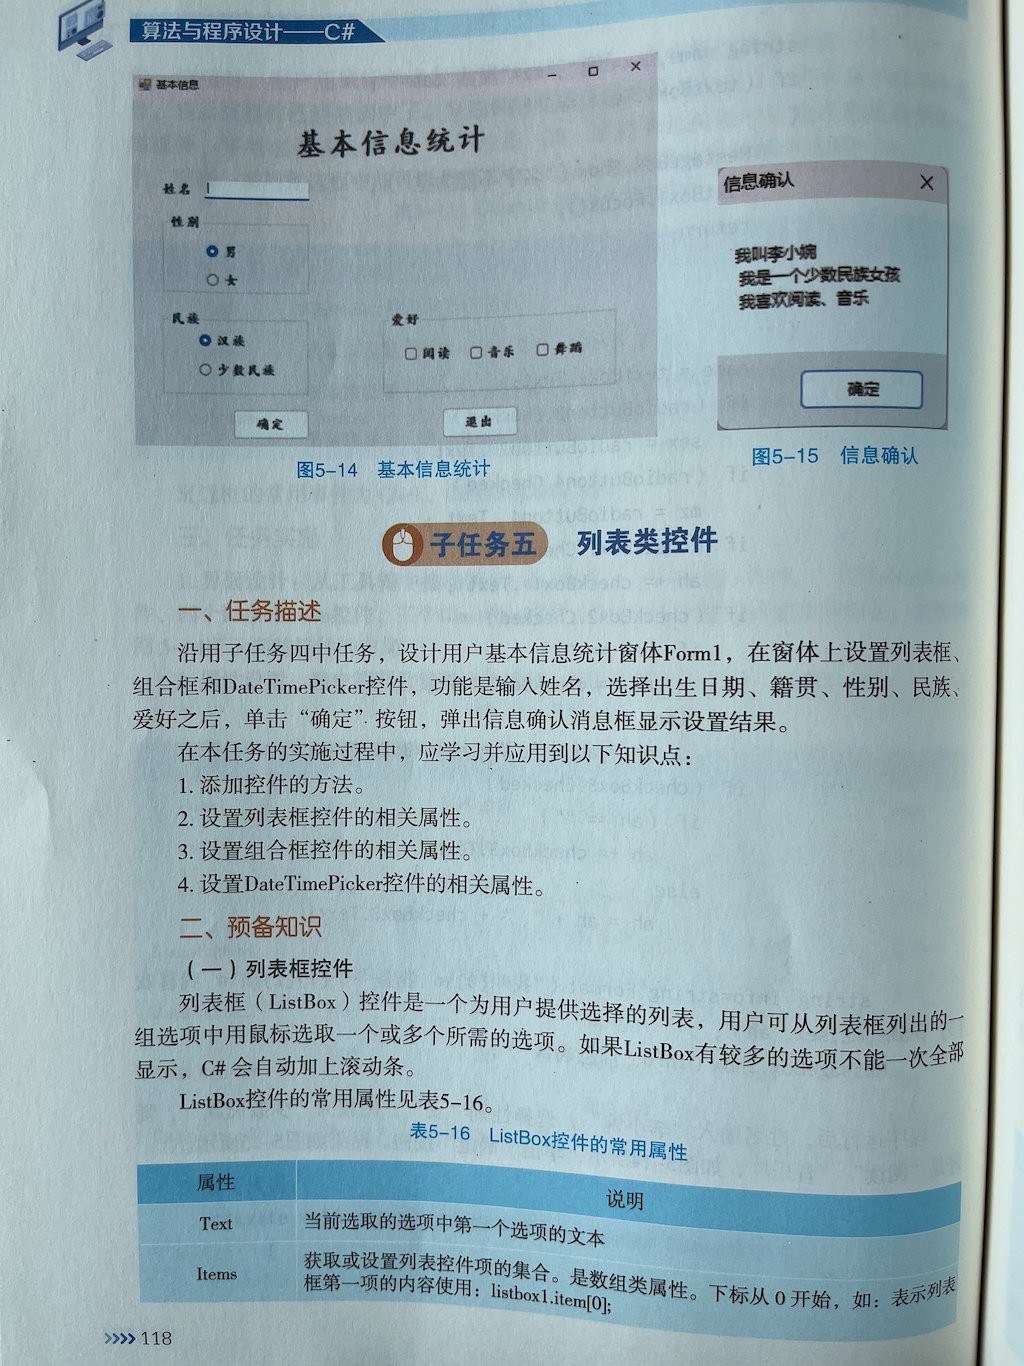 算法与程序设计——C#
基本信息
基本信息统计
姓名
性别
男
女
民族
汉族
少数民族
爱好
阅读 音乐 舞蹈
确定
退出
图5-14 基本信息统计
信息确认
我叫李小婉
我是一个少数民族女孩
我喜欢阅读、音乐
确定
图5-15 信息确认
子任务五 列表类控件
一、任务描述
沿用子任务四中任务，设计用户基本信息统计窗体Form1，在窗体上设置列表框、
组合框和DateTimePicker控件，功能是输入姓名，选择出生日期、籍贯、性别、民族、
爱好之后，单击“确定”按钮，弹出信息确认消息框显示设置结果。
在本任务的实施过程中，应学习并应用到以下知识点：
1. 添加控件的方法。
2. 设置列表框控件的相关属性。
3. 设置组合框控件的相关属性。
4. 设置DateTimePicker控件的相关属性。
二、预备知识
（一）列表框控件
列表框（ListBox）控件是一个为用户提供选择的列表，用户可从列表框列出的一
组选项中用鼠标选取一个或多个所需的选项。如果ListBox有较多的选项不能一次全部
显示，C# 会自动加上滚动条。
ListBox控件的常用属性见表5-16。
表5-16 ListBox控件的常用属性
属性 说明
Text 当前选取的选项中第一个选项的文本
Items 获取或设置列表控件项的集合。是数组类属性。下标从 0 开始，如：表示列表
框第一项的内容使用：listbox1.item[0];
>>>> 118